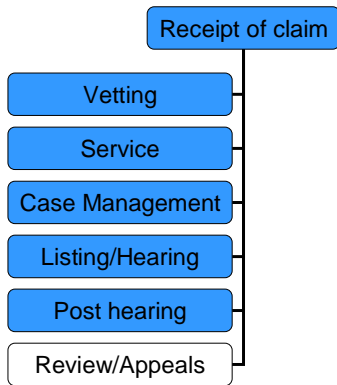 Receipt of claim
Vetting
Service
Case Management
Listing/Hearing
Post hearing
Review/Appeals